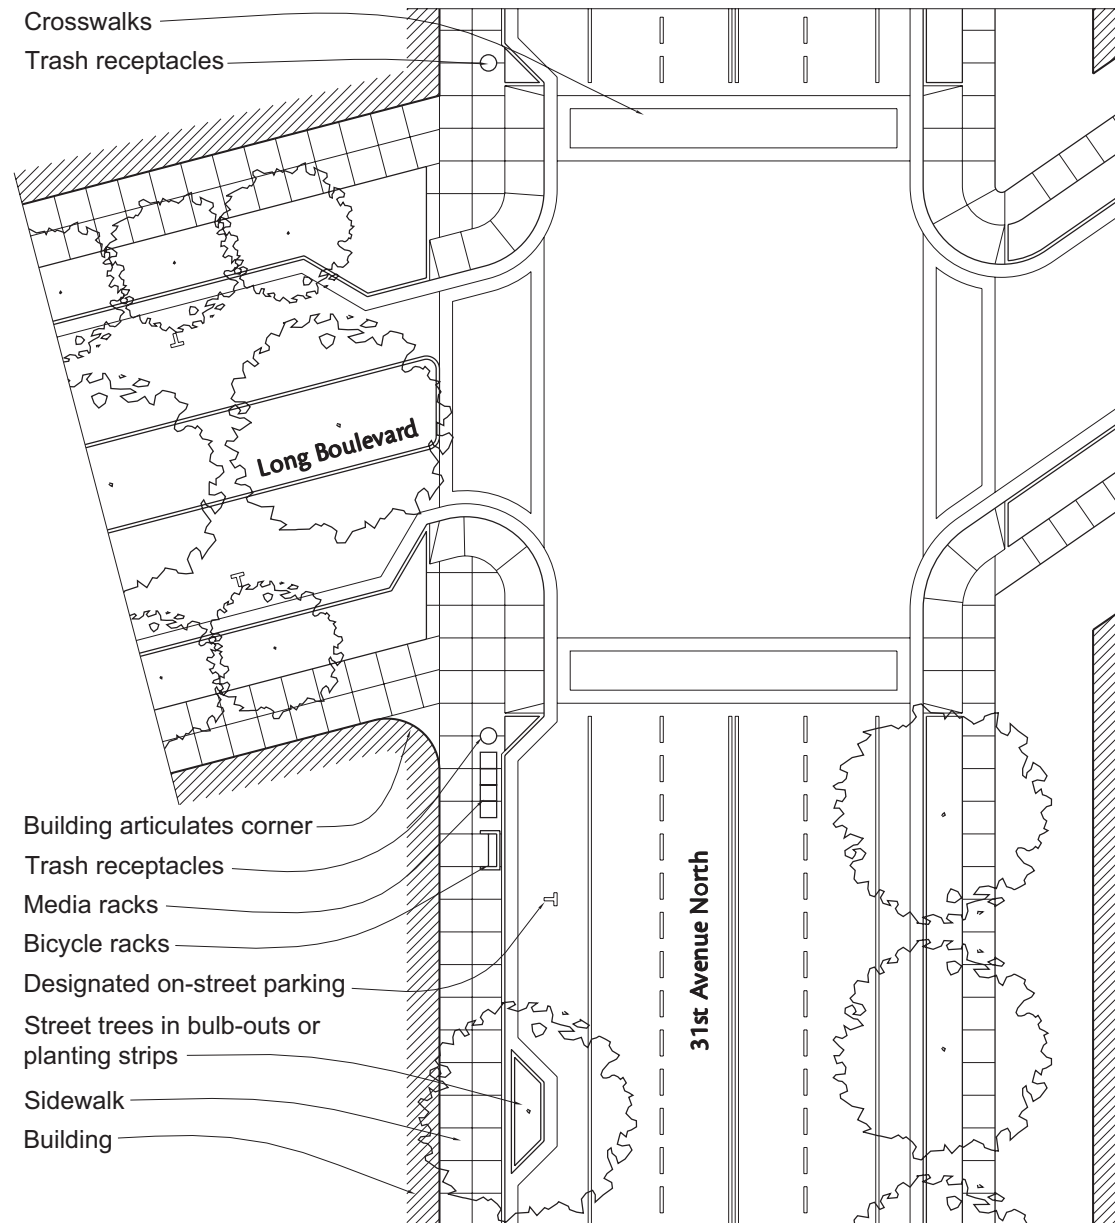 Crosswalks
Trash receptacles
Long Boulevard
Building articulates corner
Trash receptacles
Media racks
Bicycle racks
Designated on-street parking
Street trees in bulb-outs or
planting strips
Sidewalk
Building
31st Avenue North